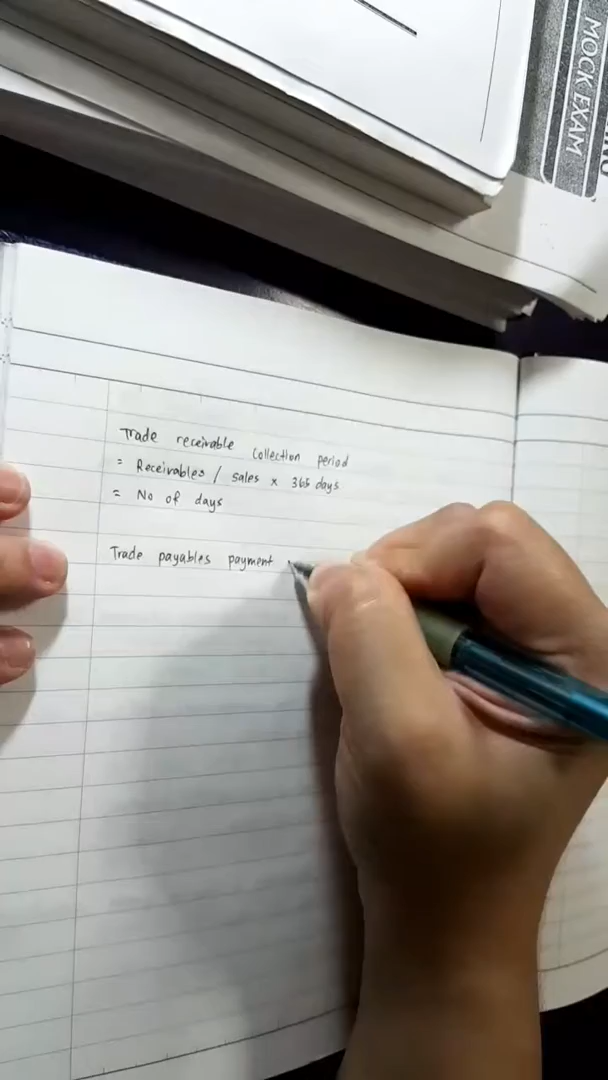 MOCK EXAM
Trade receivable collection period
= Receivables / sales x 365 days
= No of days
Trade payables payment